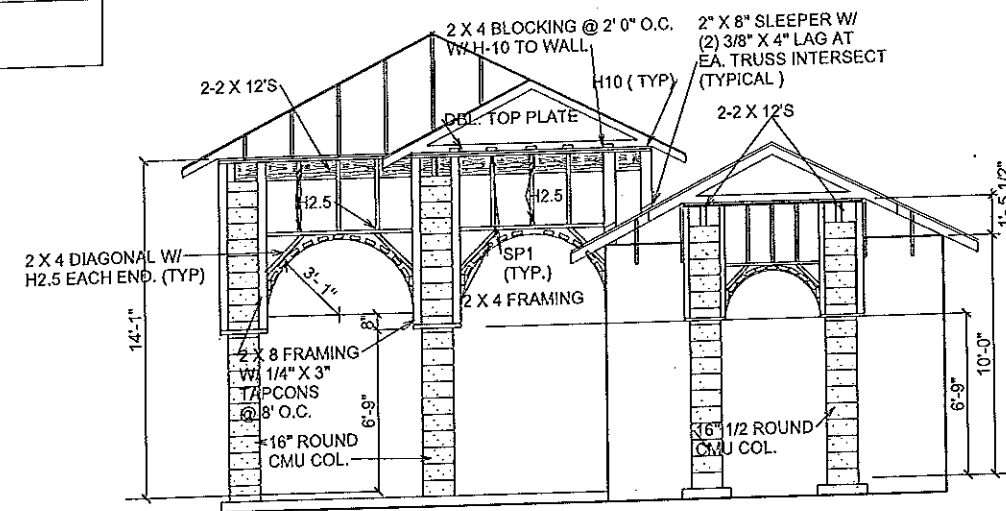 2 X 4 BLOCKING @ 2' 0" O.C.
W/ H-10 TO WALL
2" X 8" SLEEPER W/
(2) 3/8" X 4" LAG AT
EA. TRUSS INTERSECT
(TYPICAL )
2-2 X 12'S
H10 ( TYP)
2-2 X 12'S
DBL. TOP PLATE
H2.5
H2.5
1'-5 1/2"
2 X 4 DIAGONAL W/
H2.5 EACH END. (TYP)
SP1
(TYP.)
3'- 1"
2 X 4 FRAMING
14'-1"
8"
2 X 8 FRAMING
W/ 1/4" X 3"
TAPCONS
@ 8' O.C.
6'-9"
16" ROUND
CMU COL.
16" 1/2 ROUND
CMU COL.
6'-9"
10'-0"